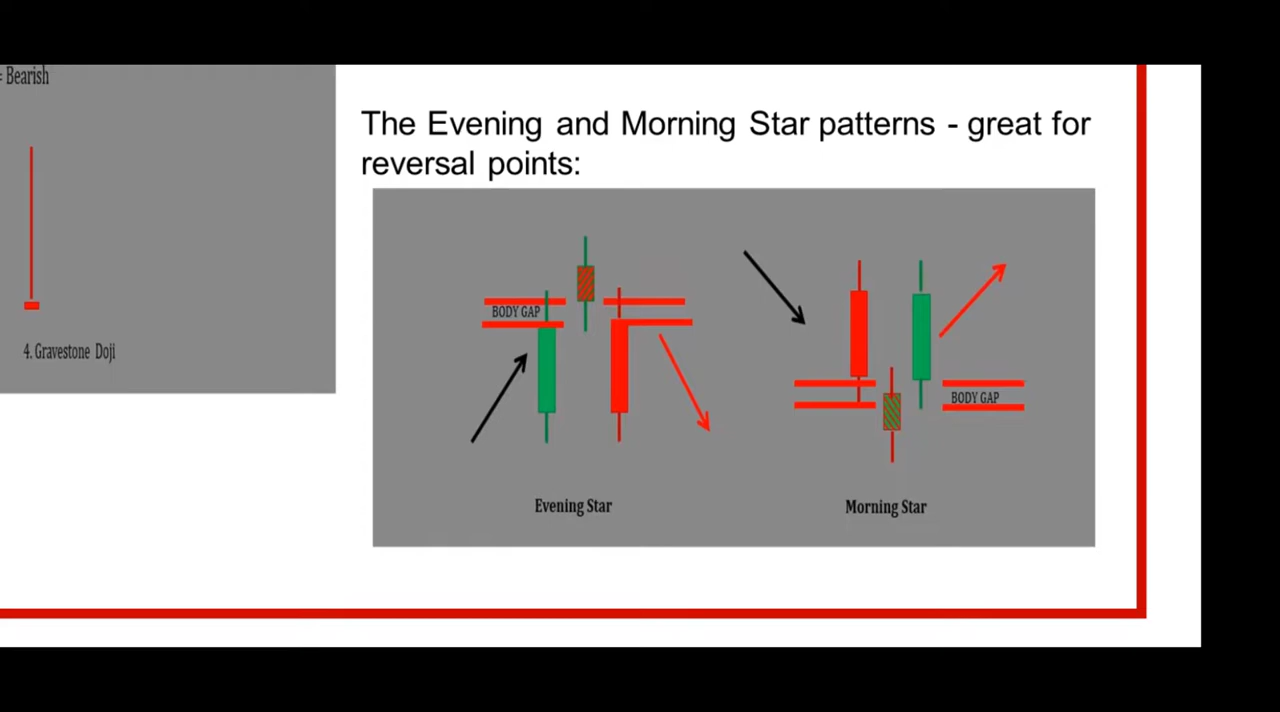 = Bearish
4. Gravestone Doji
The Evening and Morning Star patterns - great for
reversal points:
BODY GAP
Evening Star
BODY GAP
Morning Star